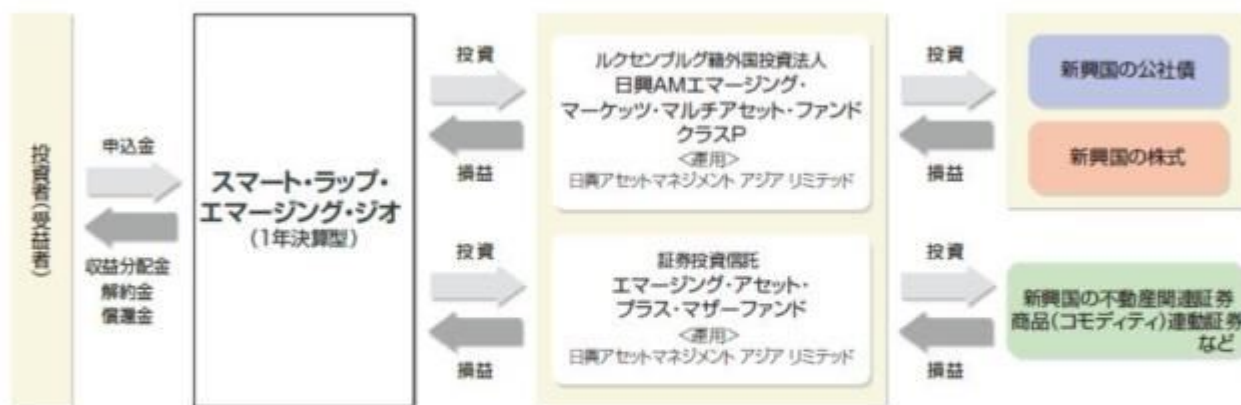 投資者(受益者)
申込金
収益分配金
解約金
償還金
スマート・ラップ・
エマージング・ジオ
(1年決算型)
投資
損益
ルクセンブルグ籍外国投資法人
日興AMエマージング・
マーケッツ・マルチアセット・ファンド
クラスP
<運用>
日興アセットマネジメント アジア リミテッド
投資
損益
新興国の公社債
新興国の株式
投資
損益
証券投資信託
エマージング・アセット・
プラス・マザーファンド
<運用>
日興アセットマネジメント アジア リミテッド
投資
損益
新興国の不動産関連証券
商品(コモディティ)連動証券
など